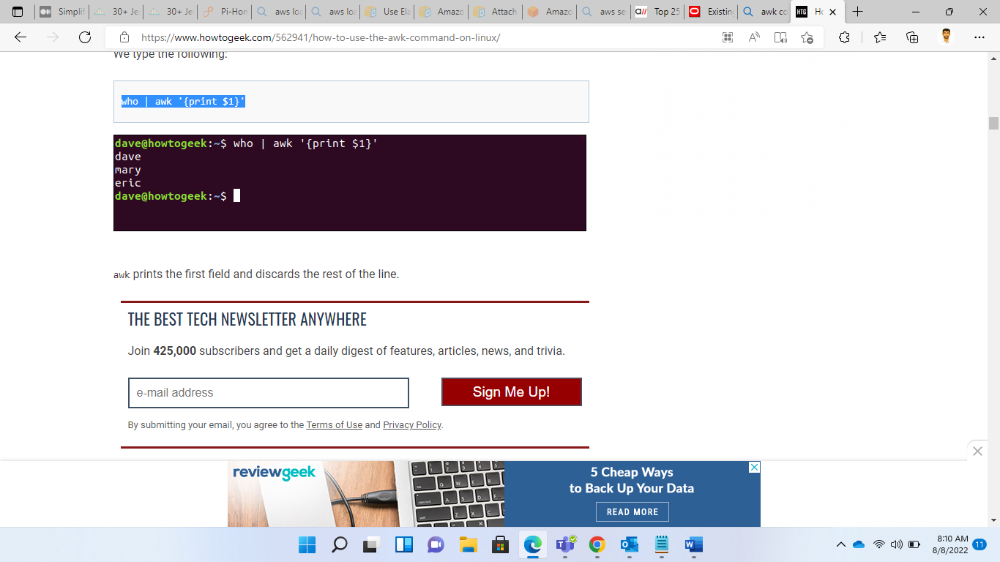 Simplif
30+ Je
30+ Je
Pi-Hon
aws loa
aws loa
Use Ela
Amazo
Attach
Amazo
aws se
Top 25
Existin
awk co
HTG
https://www.howtogeek.com/562941/how-to-use-the-awk-command-on-linux/
We type the following:
who | awk '{print $1}'
dave@howtogeek:~$ who | awk '{print $1}'
dave
mary
eric
dave@howtogeek:~$
awk prints the first field and discards the rest of the line.
THE BEST TECH NEWSLETTER ANYWHERE
Join 425,000 subscribers and get a daily digest of features, articles, news, and trivia.
e-mail address
Sign Me Up!
By submitting your email, you agree to the Terms of Use and Privacy Policy.
reviewgeek
5 Cheap Ways
to Back Up Your Data
READ MORE
8:10 AM
8/8/2022
11